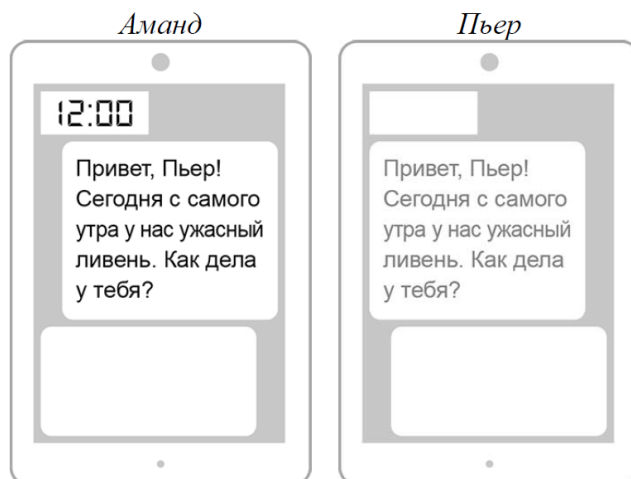 Аманд
Пьер
12:00
Привет, Пьер!
Сегодня с самого
утра у нас ужасный
ливень. Как дела
у тебя?
Привет, Пьер!
Сегодня с самого
утра у нас ужасный
ливень. Как дела
у тебя?